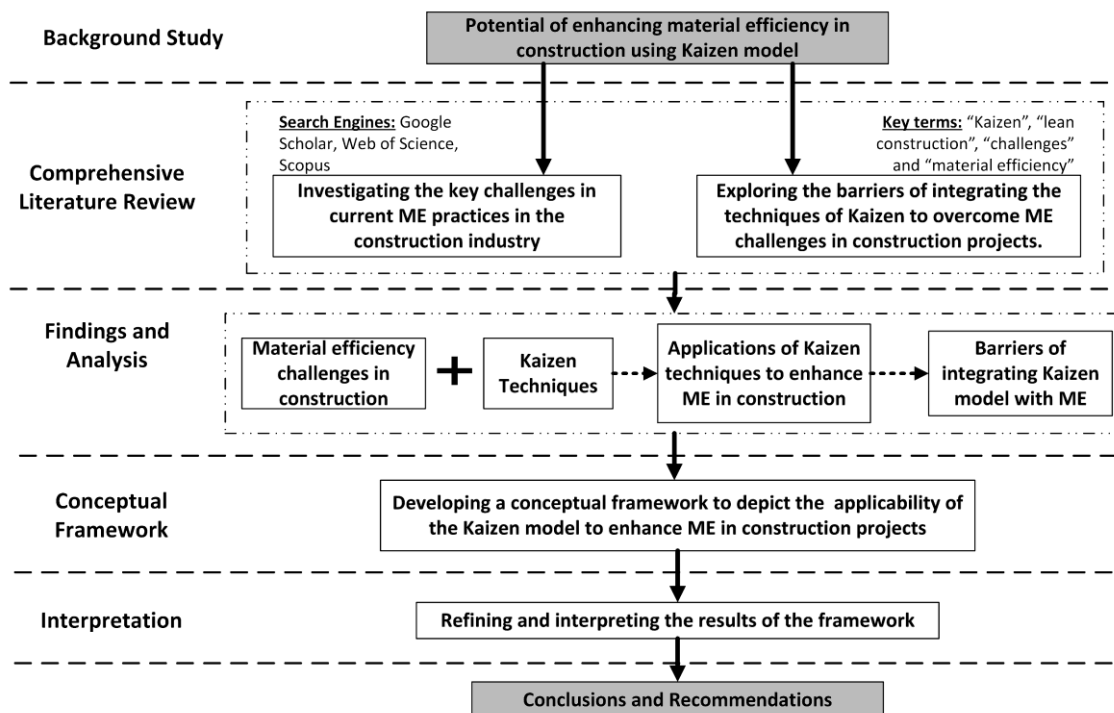 Background Study
Potential of enhancing material efficiency in
construction using Kaizen model
Comprehensive
Literature Review
Search Engines: Google
Scholar, Web of Science,
Scopus
Key terms: “Kaizen”, “lean
construction”, “challenges”
and “material efficiency”
Investigating the key challenges in
current ME practices in the
construction industry
Exploring the barriers of integrating the
techniques of Kaizen to overcome ME
challenges in construction projects.
Findings and
Analysis
Material efficiency
challenges in
construction
+
Kaizen
Techniques
Applications of Kaizen
techniques to enhance
ME in construction
Barriers of
integrating Kaizen
model with ME
Conceptual
Framework
Developing a conceptual framework to depict the applicability of
the Kaizen model to enhance ME in construction projects
Interpretation
Refining and interpreting the results of the framework
Conclusions and Recommendations